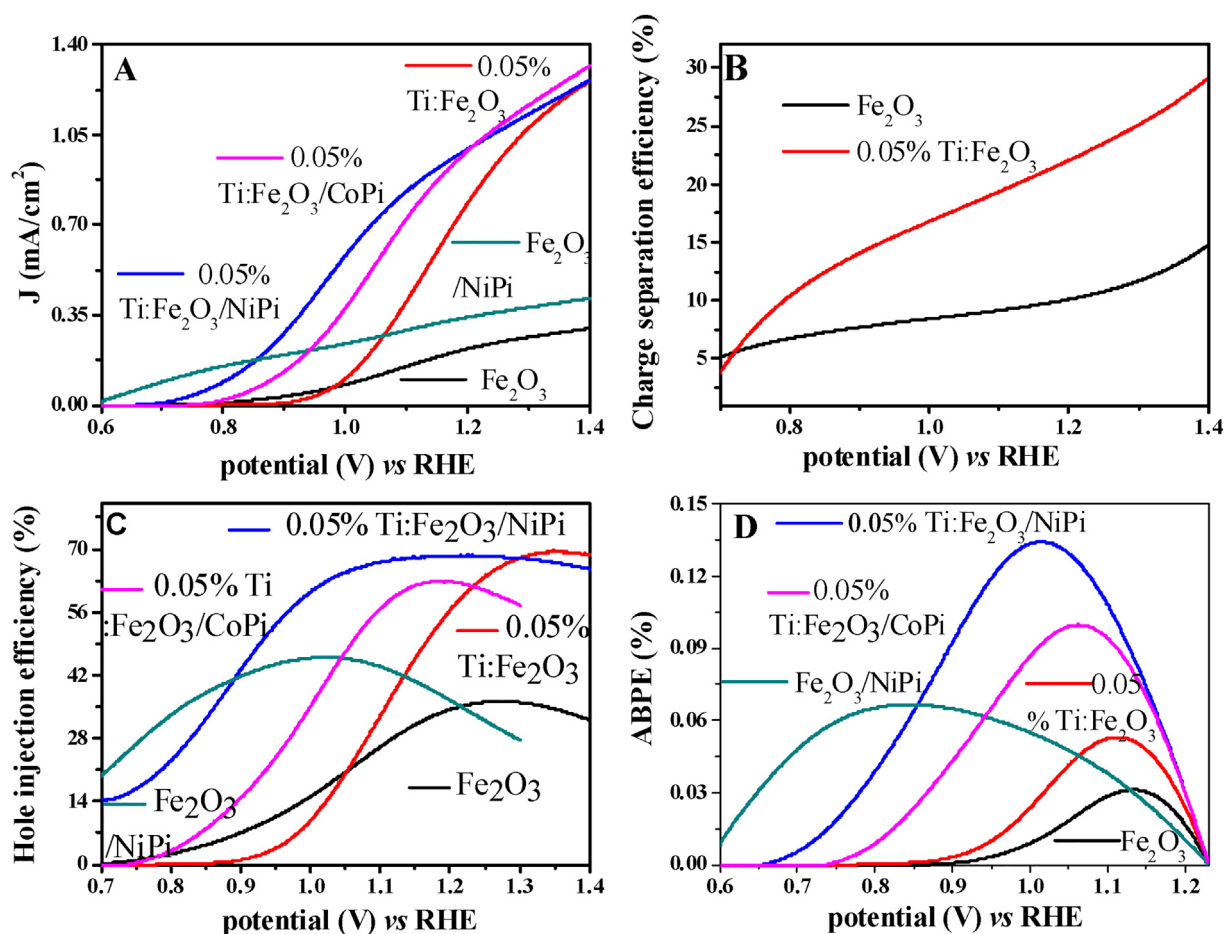 A
1.40
1.05
0.70
0.35
0.00
J (mA/cm²)
0.6
0.8
1.0
1.2
1.4
potential (V) vs RHE
0.05%
Ti:Fe₂O₃
0.05%
Ti:Fe₂O₃/CoPi
0.05%
Ti:Fe₂O₃/NiPi
Fe₂O₃
/NiPi
Fe₂O₃
B
30
25
20
15
10
5
Charge separation efficiency (%)
0.8
1.0
1.2
1.4
potential (V) vs RHE
Fe₂O₃
0.05% Ti:Fe₂O₃
C
70
56
42
28
14
0
Hole injection efficiency (%)
0.7
0.8
0.9
1.0
1.1
1.2
1.3
1.4
potential (V) vs RHE
0.05% Ti:Fe₂O₃/NiPi
0.05% Ti
:Fe₂O₃/CoPi
0.05%
Ti:Fe₂O₃
Fe₂O₃
/NiPi
Fe₂O₃
D
0.15
0.12
0.09
0.06
0.03
0.00
ABPE (%)
0.6
0.7
0.8
0.9
1.0
1.1
1.2
potential (V) vs RHE
0.05% Ti:Fe₂O₃/NiPi
0.05%
Ti:Fe₂O₃/CoPi
Fe₂O₃/NiPi
0.05
% Ti:Fe₂O₃
Fe₂O₃